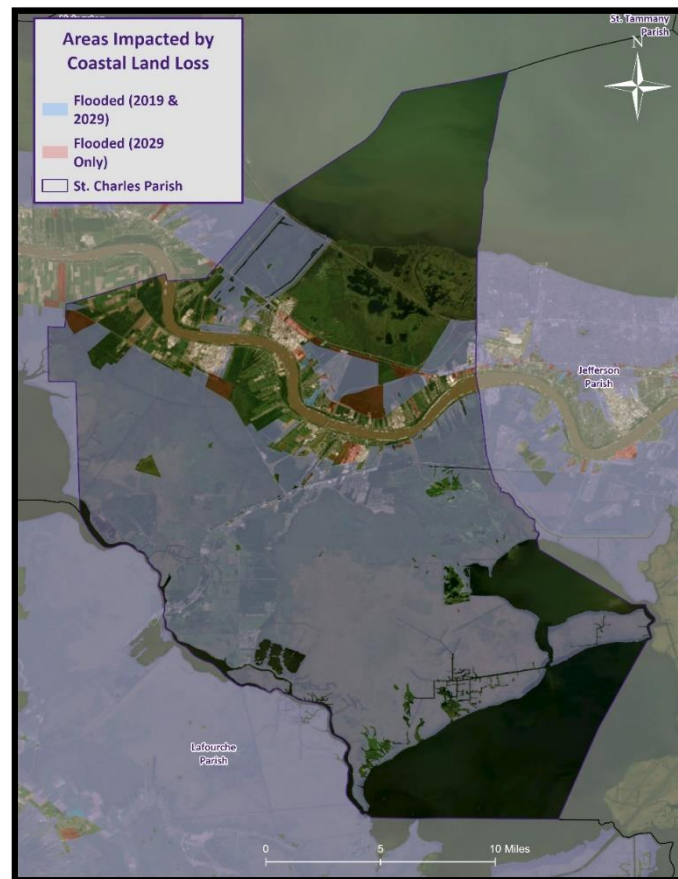 St. Tammany
Parish
Areas Impacted by
Coastal Land Loss
N
Flooded (2019 &
2029)
Flooded (2029
Only)
St. Charles Parish
Jefferson
Parish
Lafourche
Parish
0 5 10 Miles